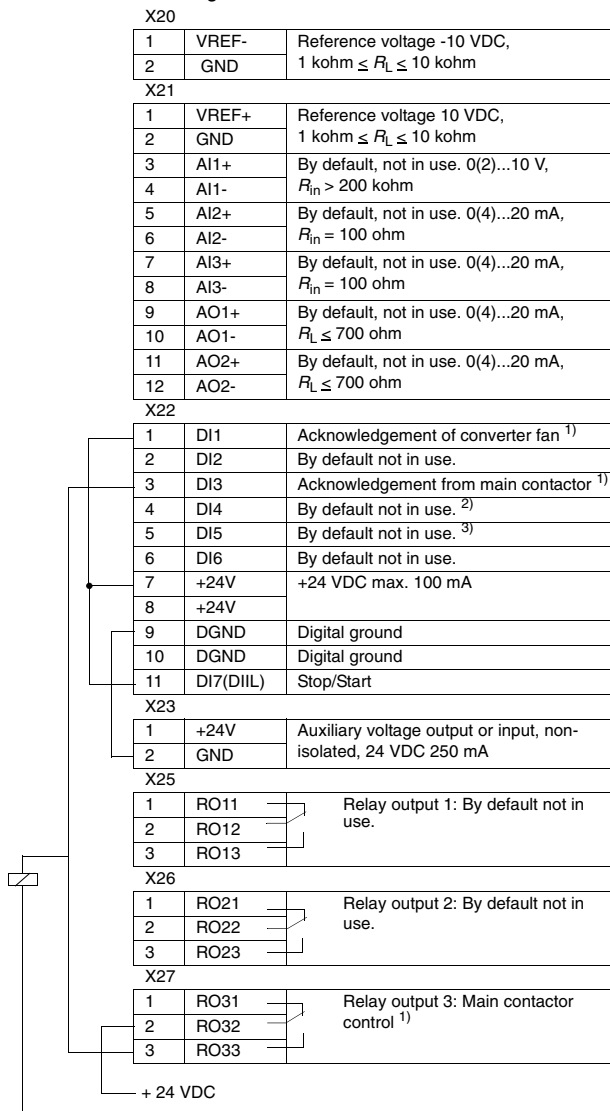 X20
1 VREF- Reference voltage -10 VDC,
2 GND 1 kohm ≤ RL ≤ 10 kohm
X21
1 VREF+ Reference voltage 10 VDC,
2 GND 1 kohm ≤ RL ≤ 10 kohm
3 AI1+ By default, not in use. 0(2)...10 V,
4 AI1- Rin > 200 kohm
5 AI2+ By default, not in use. 0(4)...20 mA,
6 AI2- Rin = 100 ohm
7 AI3+ By default, not in use. 0(4)...20 mA,
8 AI3- Rin = 100 ohm
9 AO1+ By default, not in use. 0(4)...20 mA,
10 AO1- RL ≤ 700 ohm
11 AO2+ By default, not in use. 0(4)...20 mA,
12 AO2- RL ≤ 700 ohm
X22
1 DI1 Acknowledgement of converter fan 1)
2 DI2 By default not in use.
3 DI3 Acknowledgement from main contactor 1)
4 DI4 By default not in use. 2)
5 DI5 By default not in use. 3)
6 DI6 By default not in use.
7 +24V +24 VDC max. 100 mA
8 +24V
9 DGND Digital ground
10 DGND Digital ground
11 DI7(DIIL) Stop/Start
X23
1 +24V Auxiliary voltage output or input, non-
2 GND isolated, 24 VDC 250 mA
X25
1 RO11 Relay output 1: By default not in
2 RO12 use.
3 RO13
X26
1 RO21 Relay output 2: By default not in
2 RO22 use.
3 RO23
X27
1 RO31 Relay output 3: Main contactor
2 RO32 control 1)
3 RO33
+ 24 VDC